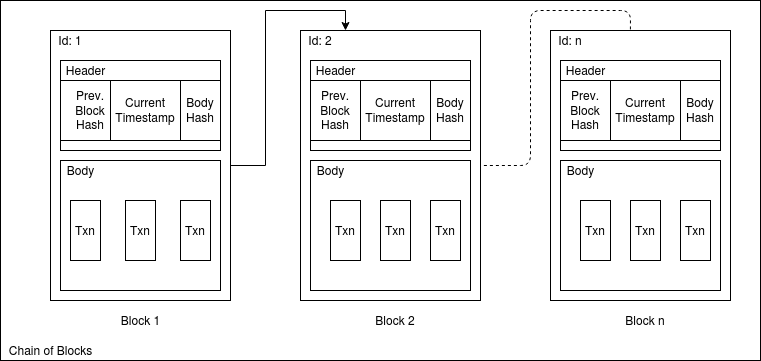 Id: 1
Header
Prev.
Block
Hash
Current
Timestamp
Body
Hash
Body
Txn
Txn
Txn
Block 1
Id: 2
Header
Prev.
Block
Hash
Current
Timestamp
Body
Hash
Body
Txn
Txn
Txn
Block 2
Id: n
Header
Prev.
Block
Hash
Current
Timestamp
Body
Hash
Body
Txn
Txn
Txn
Block n
Chain of Blocks